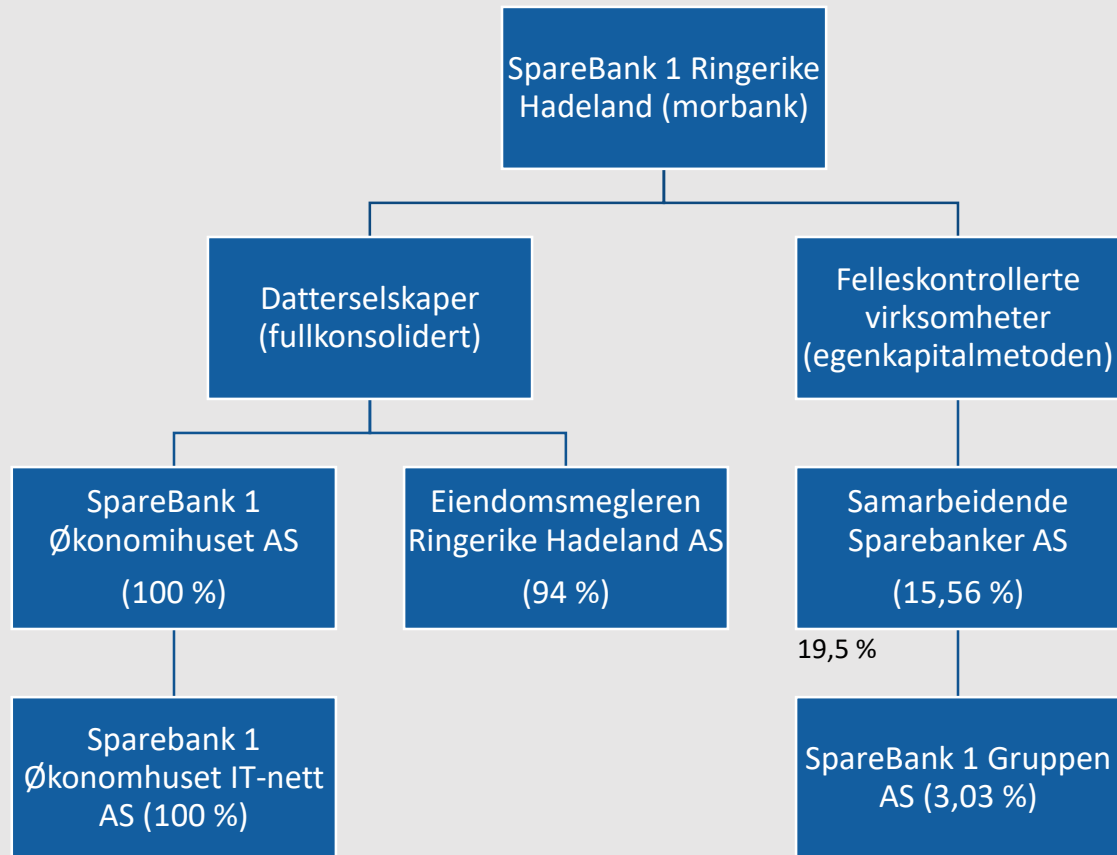 SpareBank 1 Ringerike
Hadeland (morbank)
Datterselskaper
(fullkonsolidert)
Felleskontrollerte
virksomheter
(egenkapitalmetoden)
SpareBank 1
Økonomihuset AS
(100 %)
Eiendomsmegleren
Ringerike Hadeland AS
(94 %)
Samarbeidende
Sparebanker AS
(15,56 %)
19,5 %
Sparebank 1
Økonomhuset IT-nett
AS (100 %)
SpareBank 1 Gruppen
AS (3,03 %)